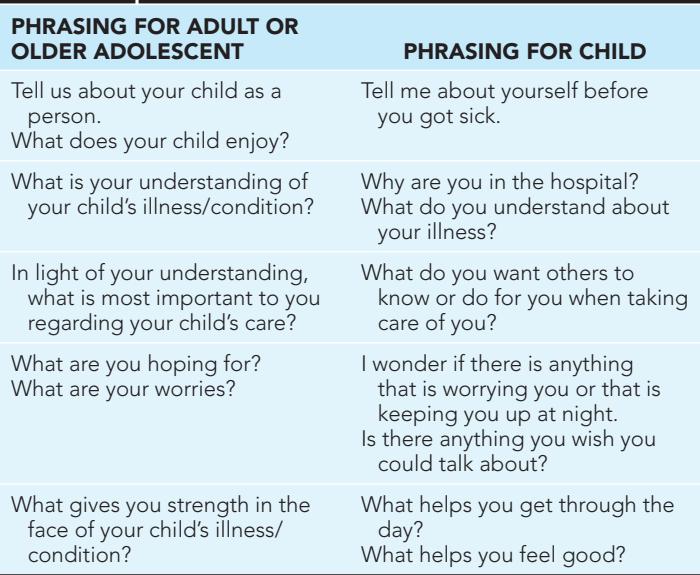 PHRASING FOR ADULT OR
OLDER ADOLESCENT
PHRASING FOR CHILD
Tell us about your child as a
person.
What does your child enjoy?
Tell me about yourself before
you got sick.
What is your understanding of
your child's illness/condition?
Why are you in the hospital?
What do you understand about
your illness?
In light of your understanding,
what is most important to you
regarding your child's care?
What do you want others to
know or do for you when taking
care of you?
What are you hoping for?
What are your worries?
I wonder if there is anything
that is worrying you or that is
keeping you up at night.
Is there anything you wish you
could talk about?
What gives you strength in the
face of your child's illness/
condition?
What helps you get through the
day?
What helps you feel good?